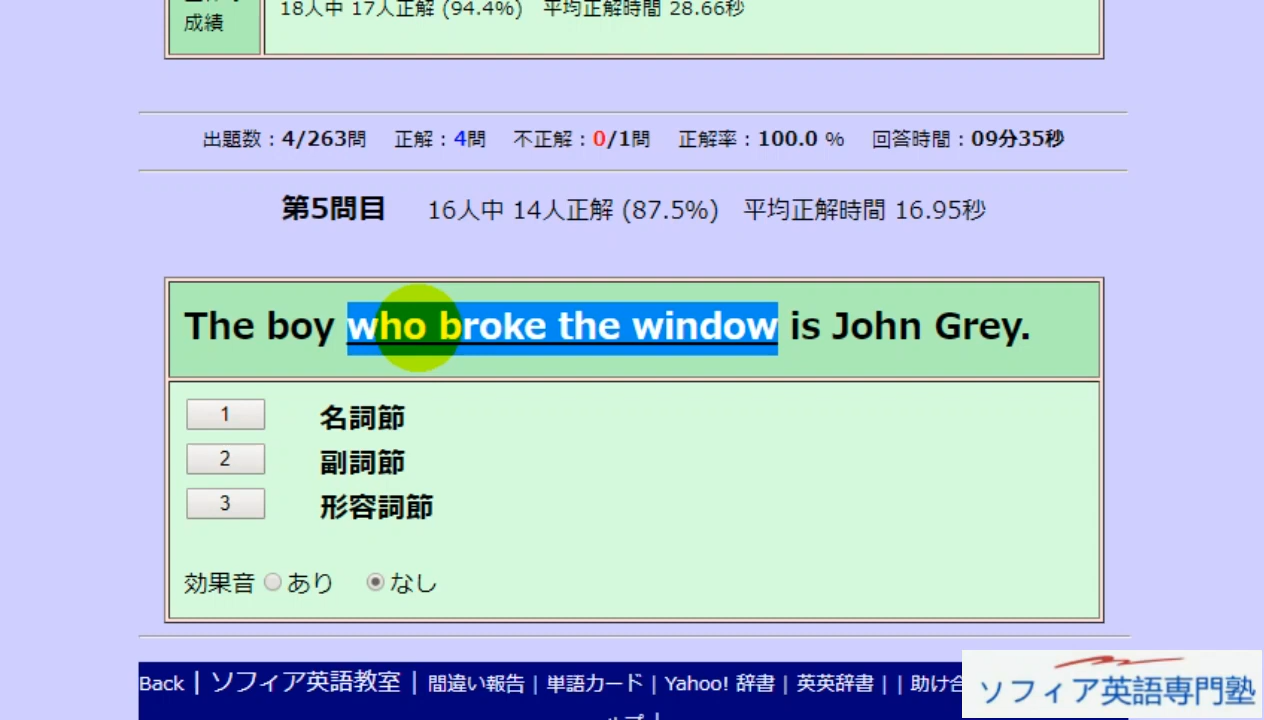 成績
18人中 17人正解 (94.4%) 平均正解時間 28.66秒
出題数：4/263問 正解：4問 不正解：0/1問 正解率：100.0 % 回答時間：09分35秒
第5問目 16人中 14人正解 (87.5%) 平均正解時間 16.95秒
The boy who broke the window is John Grey.
1 名詞節
2 副詞節
3 形容詞節
効果音 あり なし
Back | ソフィア英語教室 | 間違い報告 | 単語カード | Yahoo! 辞書 | 英英辞書 | | 助け合
ソフィア英語専門塾